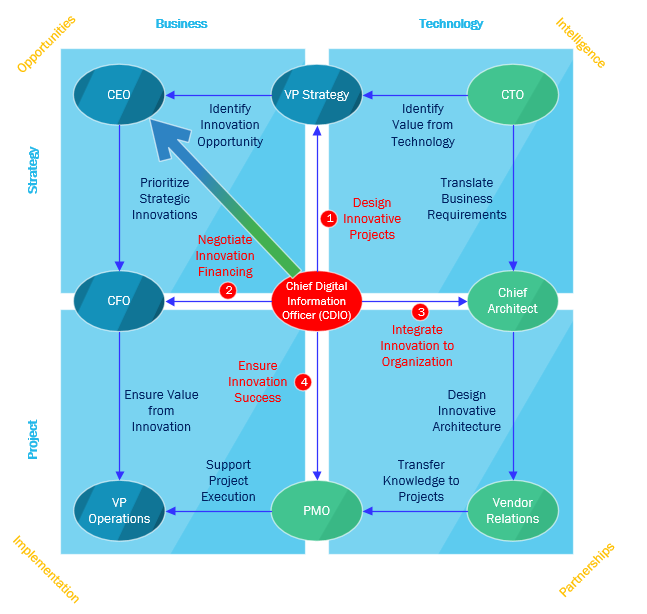 Business
Technology
Opportunities
Intelligence
Strategy
Project
Implementation
Partnerships
CEO
VP Strategy
CTO
Identify
Innovation
Opportunity
Identify
Value from
Technology
Prioritize
Strategic
Innovations
1
Design
Innovative
Projects
Translate
Business
Requirements
Negotiate
Innovation
Financing
2
CFO
Chief Digital
Information
Officer (CDIO)
Chief
Architect
3
Integrate
Innovation to
Organization
Ensure
Innovation
Success
4
Ensure Value
from
Innovation
Design
Innovative
Architecture
Support
Project
Execution
Transfer
Knowledge to
Projects
VP
Operations
PMO
Vendor
Relations